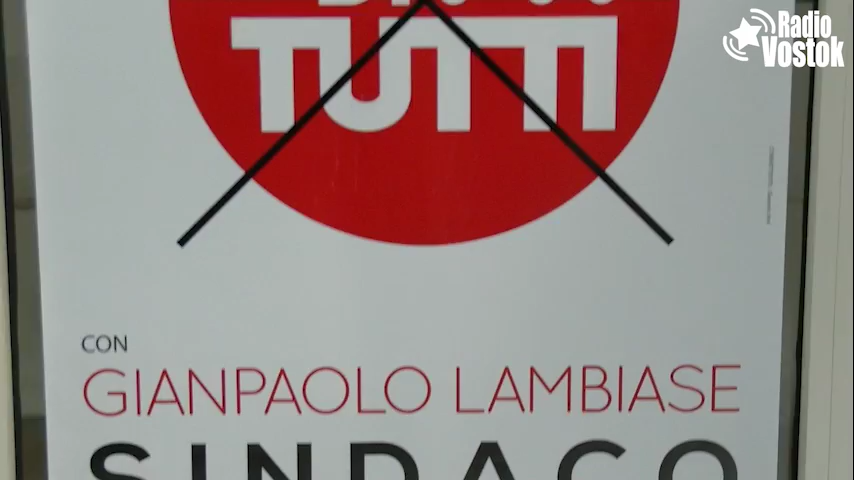 Radio
Vostok
TUTTI
CON
GIANPAOLO LAMBIASE
SINDACO